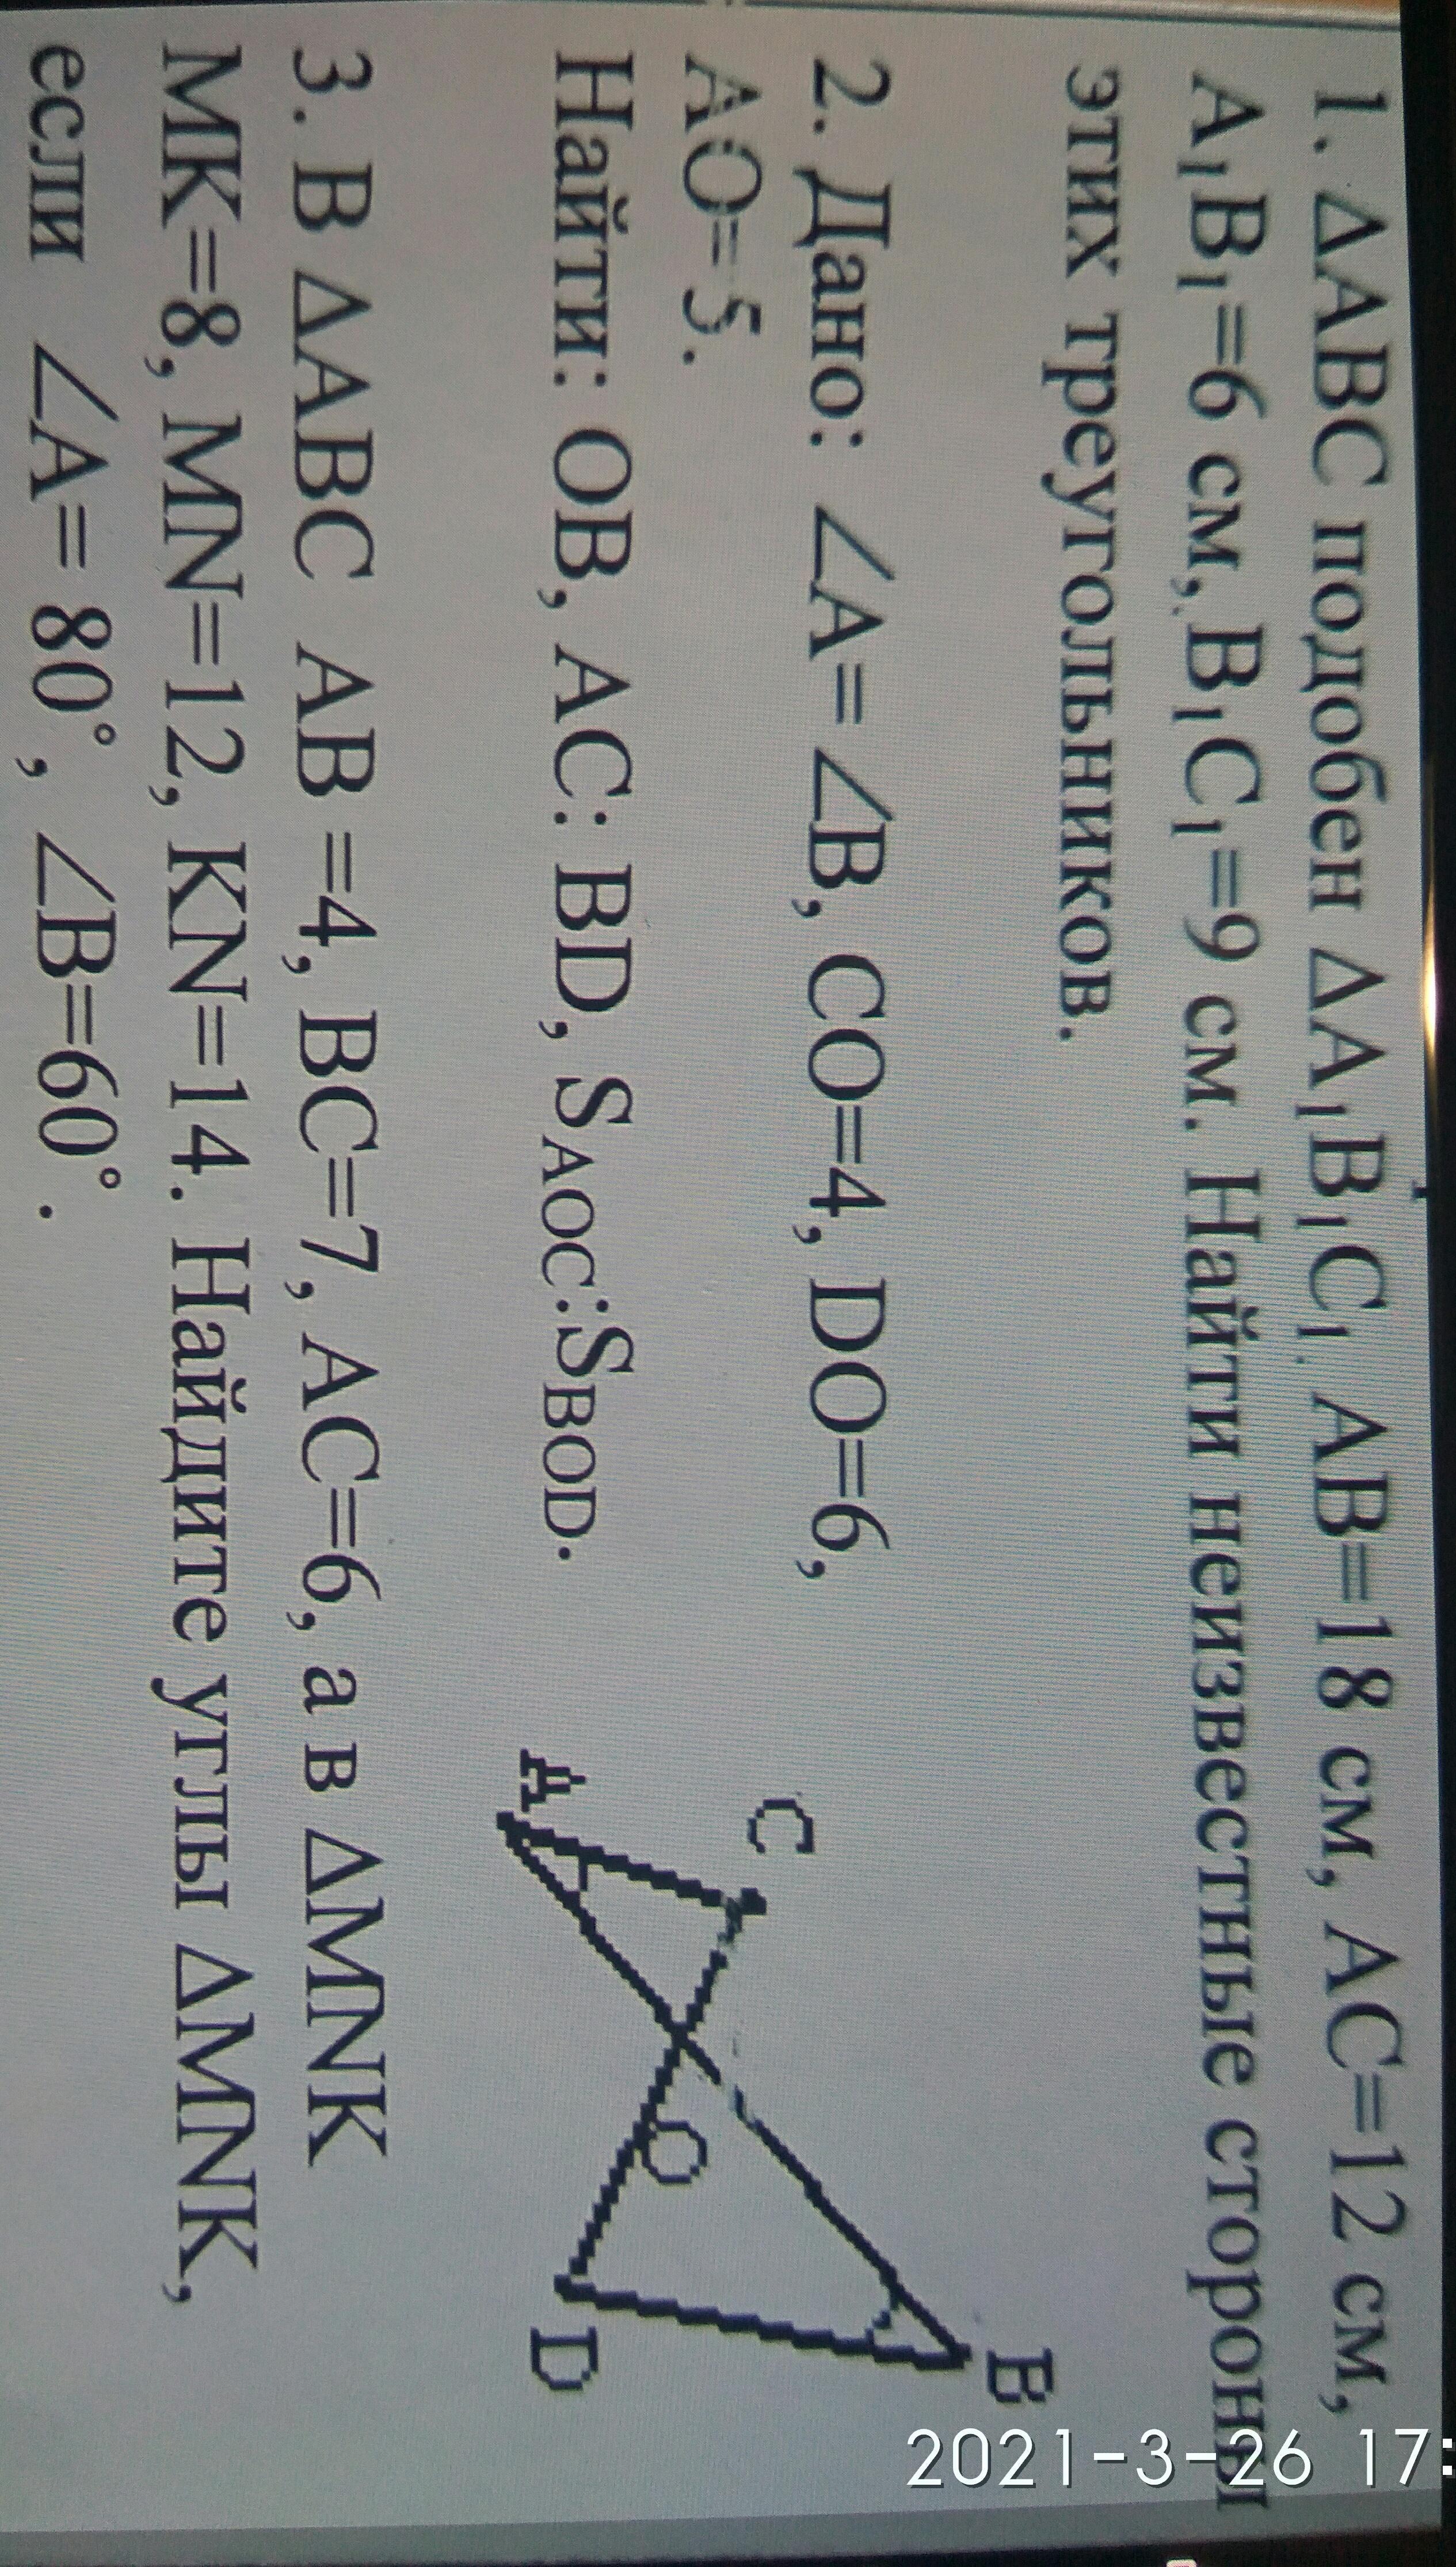 1. ΔABC подобен ΔA₁B₁C₁. AB=18 см, AC=12 см,
A₁B₁=6 см, B₁C₁=9 см. Найти неизвестные стороны
этих треугольников.
2. Дано: ∠A= ∠B, CO=4, DO=6,
AO= 5.
Найти: OB, AC: BD, SAOC:SBOD.
C
B
A
O
D
3. В ΔABC AB =4, BC=7, AC=6, а в ΔMNK
MK=8, MN=12, KN=14. Найдите углы ΔMNK,
если ∠A= 80°, ∠B=60°.
2021-3-26 17: